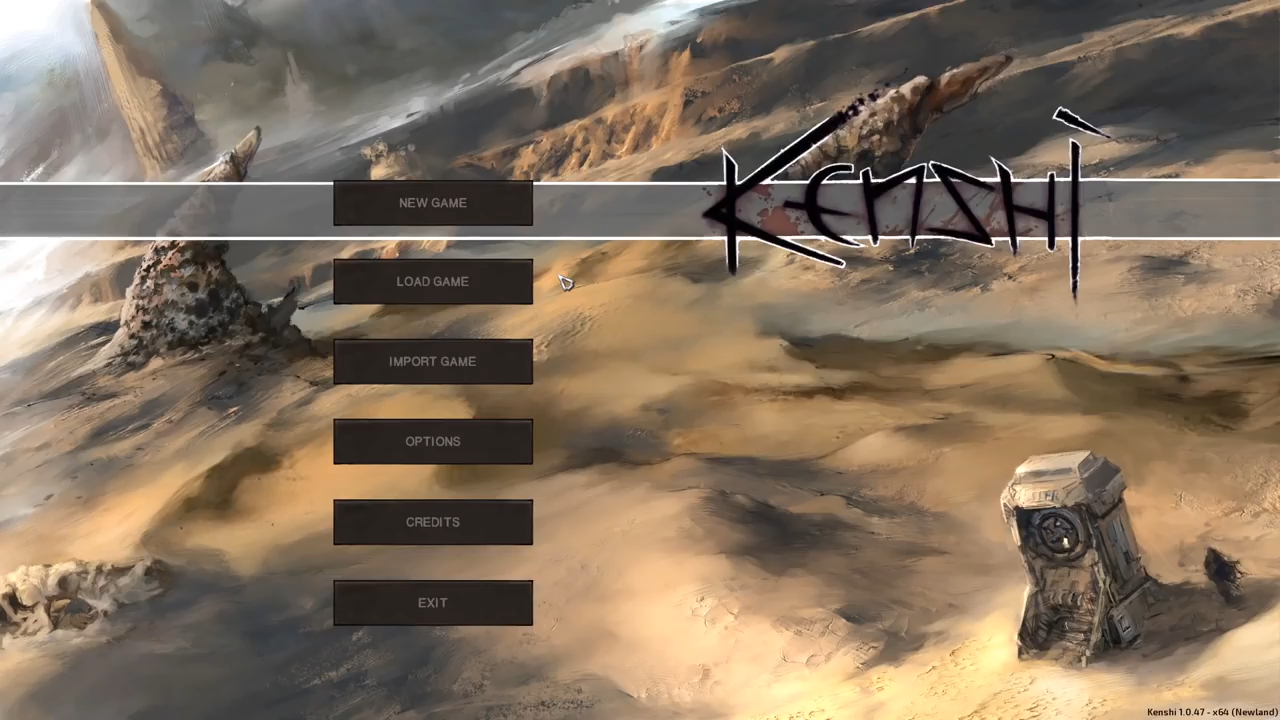 KENSHI
NEW GAME
LOAD GAME
IMPORT GAME
OPTIONS
CREDITS
EXIT
Kenshi 1.0.47 - x64 (Newland)